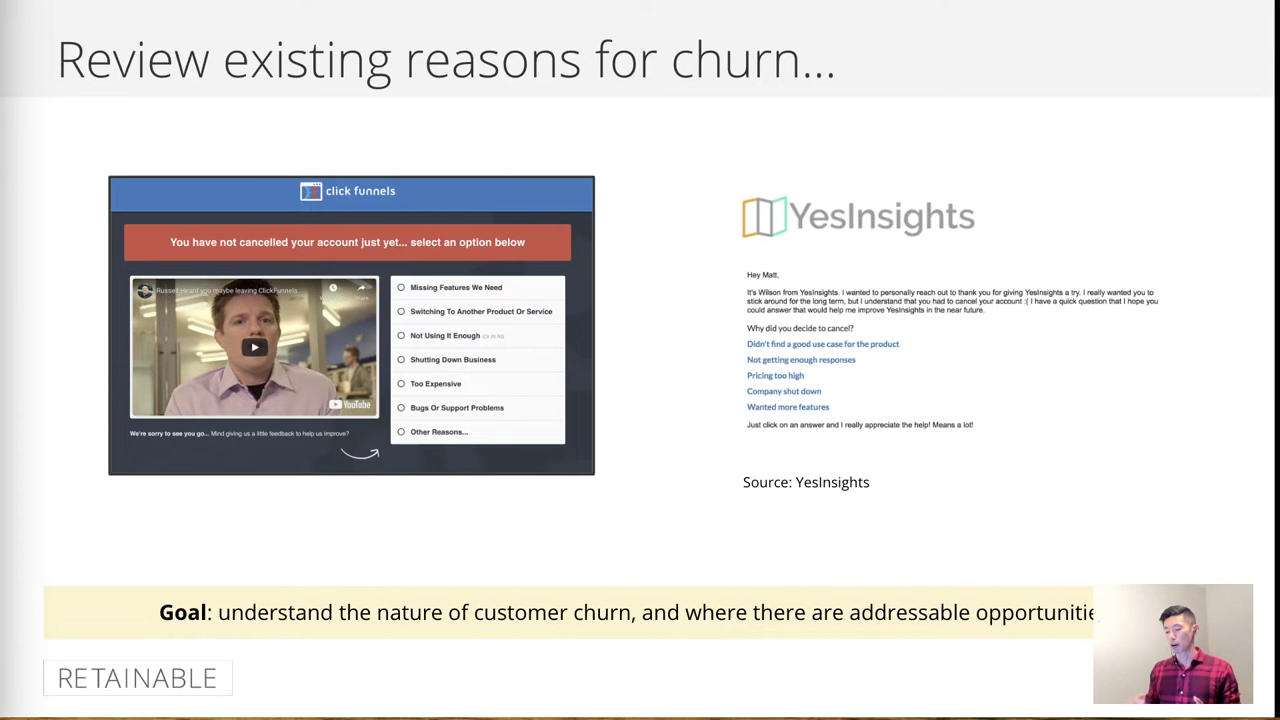 Review existing reasons for churn...
click funnels
You have not cancelled your account just yet... select an option below
Russell Heard you maybe leaving ClickFunnels
YouTube
We're sorry to see you go... Mind giving us a little feedback to help us improve?
Missing Features We Need
Switching To Another Product Or Service
Not Using It Enough
Shutting Down Business
Too Expensive
Bugs Or Support Problems
Other Reasons...
YesInsights
Hey Matt,
It's Wilson from YesInsights. I wanted to personally reach out to thank you for giving YesInsights a try. I really wanted you to
stick around for the long term, but I understand that you had to cancel your account :( I have a quick question that I hope you
could answer that would help me improve YesInsights in the near future.
Why did you decide to cancel?
Didn't find a good use case for the product
Not getting enough responses
Pricing too high
Company shut down
Wanted more features
Just click on an answer and I really appreciate the help! Means a lot!
Source: YesInsights
Goal: understand the nature of customer churn, and where there are addressable opportunitie
RETAINABLE